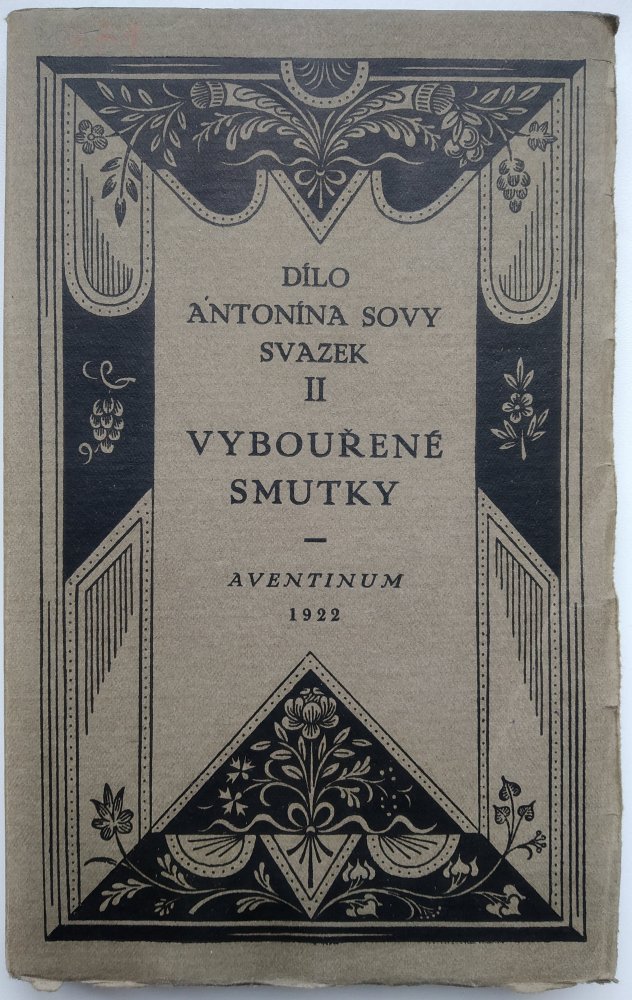 DÍLO
ANTONÍNA SOVY
SVAZEK
II
VYBOUŘENÉ
SMUTKY
—
AVENTINUM
1922